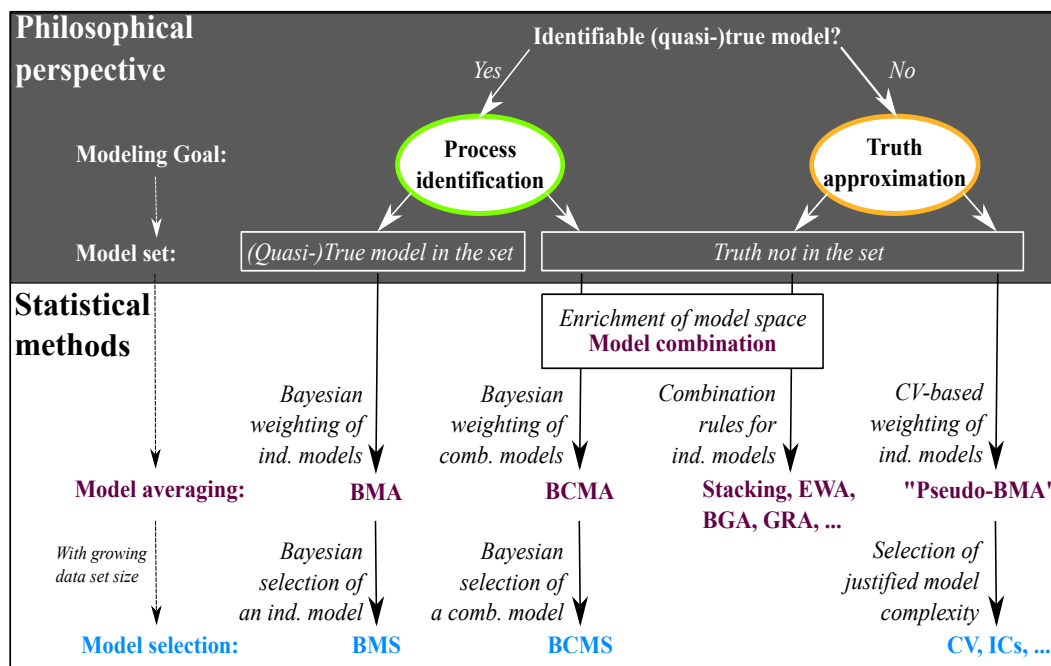 Philosophical
perspective
Identifiable (quasi-)true model?
Yes
No
Modeling Goal:
Process
identification
Truth
approximation
Model set:
(Quasi-)True model in the set
Truth not in the set
Statistical
methods
Enrichment of model space
Model combination
Bayesian
weighting of
ind. models
Bayesian
weighting of
comb. models
Combination
rules for
ind. models
CV-based
weighting of
ind. models
Model averaging:
BMA
BCMA
Stacking, EWA,
BGA, GRA, ...
"Pseudo-BMA"
With growing
data set size
Bayesian
selection of
an ind. model
Bayesian
selection of
a comb. model
Selection of
justified model
complexity
Model selection:
BMS
BCMS
CV, ICs, ...